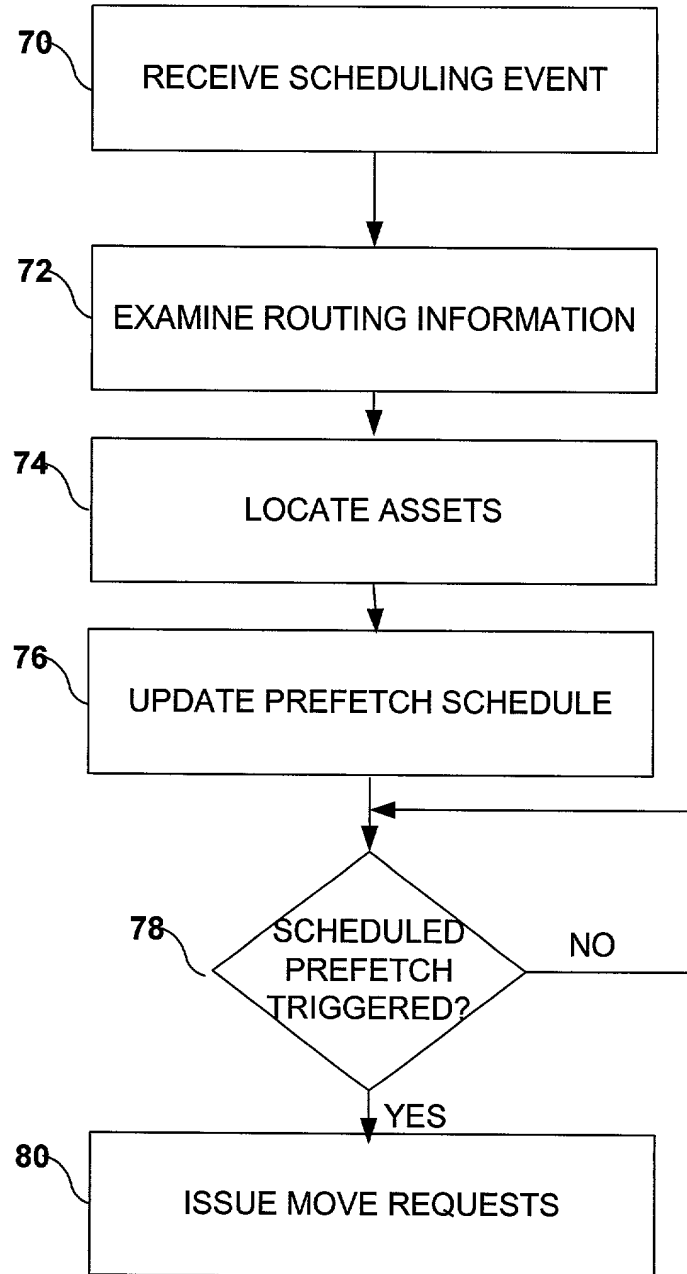 70
RECEIVE SCHEDULING EVENT
72
EXAMINE ROUTING INFORMATION
74
LOCATE ASSETS
76
UPDATE PREFETCH SCHEDULE
78
SCHEDULED
PREFETCH
TRIGGERED?
NO
YES
80
ISSUE MOVE REQUESTS